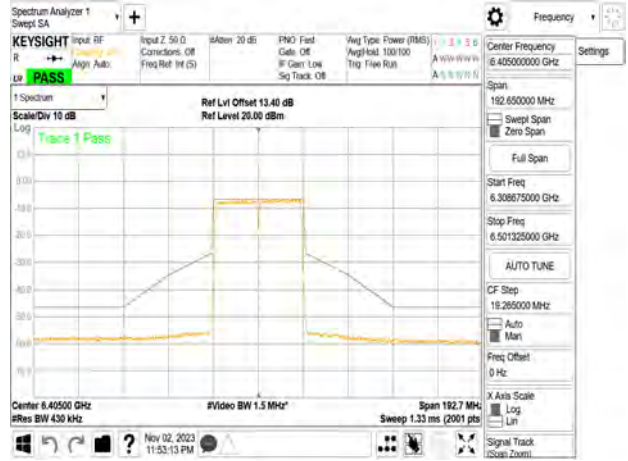 Spectrum Analyzer 1
Swept SA
Frequency
KEYSIGHT
Input: RF
Input Z: 50 Ω
#Atten: 20 dB
PNO: Fast
Avg Type: Power (RMS)
Corrections: Off
Gate: Off
Avg|Hold: 100/100
Align: Auto
Freq Ref: Int (S)
IF Gain: Low
Trig: Free Run
Sig Track: Off
PASS
1 Spectrum
Scale/Div 10 dB
Ref Lvl Offset 13.40 dB
Ref Level 20.00 dBm
Log
Trace 1 Pass
Center 6.40500 GHz
#Res BW 430 kHz
#Video BW 1.5 MHz*
Span 192.7 MHz
Sweep 1.33 ms (2001 pts)
Nov 02, 2023
11:53:13 PM
Center Frequency
6.405000000 GHz
Settings
Span
192.650000 MHz
Swept Span
Zero Span
Full Span
Start Freq
6.308675000 GHz
Stop Freq
6.501325000 GHz
AUTO TUNE
CF Step
19.265000 MHz
Auto
Man
Freq Offset
0 Hz
X Axis Scale
Log
Lin
Signal Track
(Span Zoom)